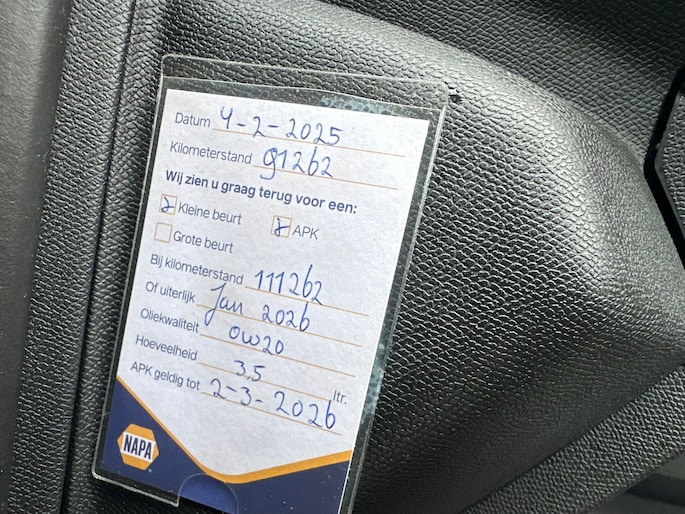 Datum 4-2-2025
Kilometerstand 91262
Wij zien u graag terug voor een:
Kleine beurt APK
Grote beurt
Bij kilometerstand 111262
Of uiterlijk Jan 2026
Oliekwaliteit 0W20
Hoeveelheid 3,5 ltr.
APK geldig tot 2-3-2026
NAPA